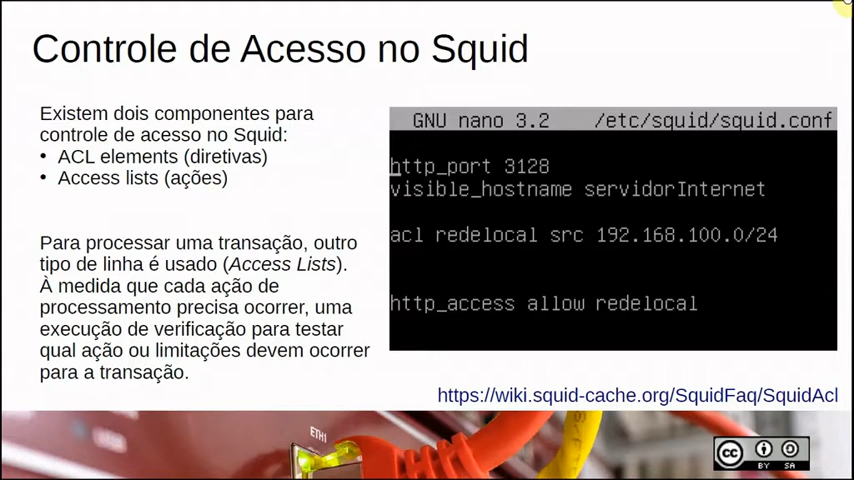 Controle de Acesso no Squid
Existem dois componentes para
controle de acesso no Squid:
• ACL elements (diretivas)
• Access lists (ações)
Para processar uma transação, outro
tipo de linha é usado (Access Lists).
À medida que cada ação de
processamento precisa ocorrer, uma
execução de verificação para testar
qual ação ou limitações devem ocorrer
para a transação.
GNU nano 3.2 /etc/squid/squid.conf
http_port 3128
visible_hostname servidorInternet
acl redelocal src 192.168.100.0/24
http_access allow redelocal
https://wiki.squid-cache.org/SquidFaq/SquidAcl
ETH1
cc
BY SA